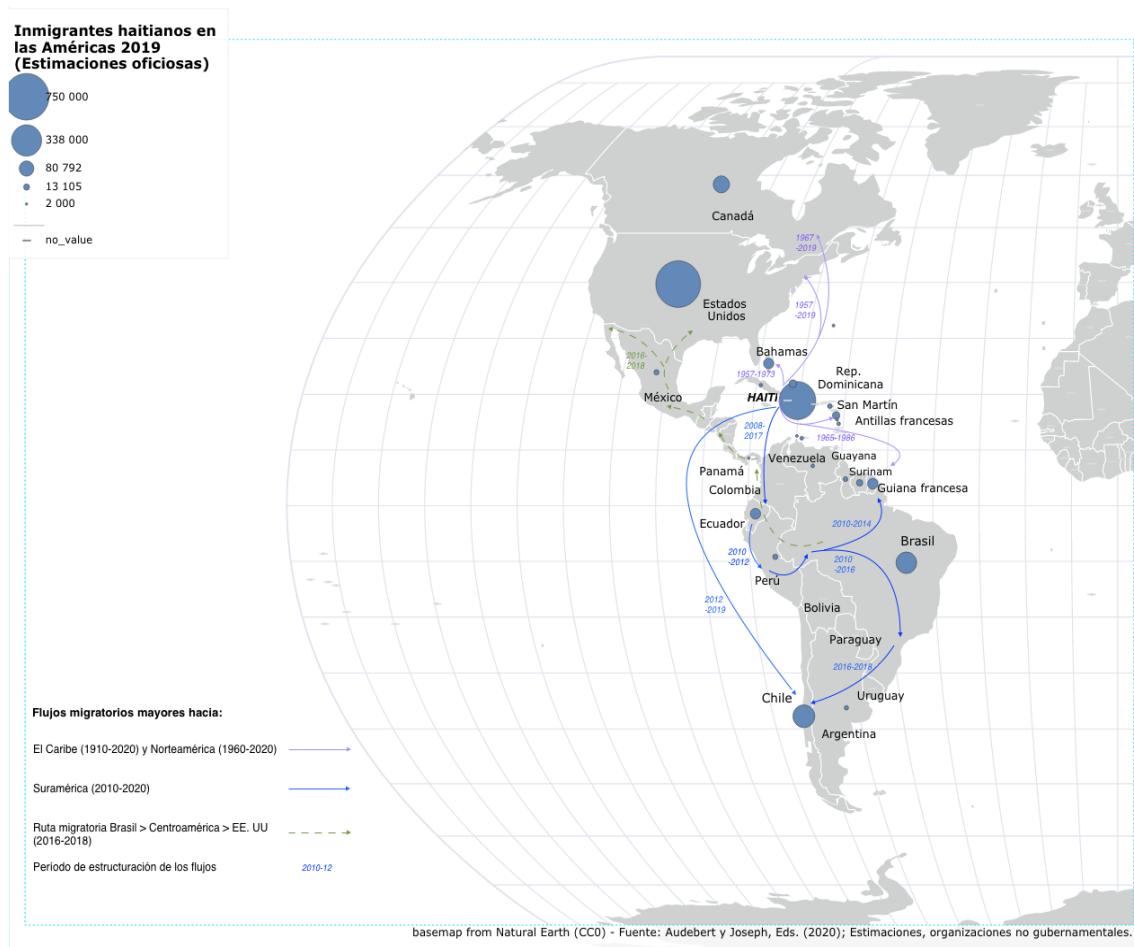 Inmigrantes haitianos en
las Américas 2019
(Estimaciones oficiosas)
750 000
338 000
80 792
13 105
2 000
no_value
Canadá
1967
-2019
Estados
Unidos
1957
-2019
Bahamas
2016-
2018
1957-1973
Rep.
Dominicana
México
HAITI
San Martín
Antillas francesas
2008-
2017
1965-1986
Venezuela
Guayana
Panamá
Surinam
Colombia
Guiana francesa
Ecuador
2010-2014
Brasil
2010
-2012
2010
-2016
Perú
2012
-2019
Bolivia
Paraguay
2016-2018
Chile
Uruguay
Argentina
Flujos migratorios mayores hacia:
El Caribe (1910-2020) y Norteamérica (1960-2020)
Suramérica (2010-2020)
Ruta migratoria Brasil > Centroamérica > EE. UU
(2016-2018)
Periodo de estructuración de los flujos
2010-12
basemap from Natural Earth (CC0) - Fuente: Audebert y Joseph, Eds. (2020); Estimaciones, organizaciones no gubernamentales.